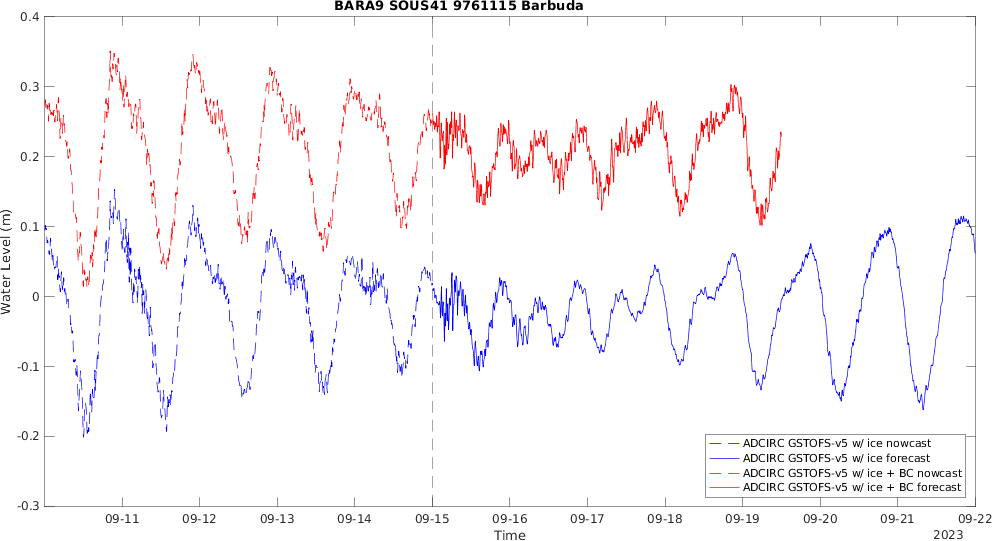 BARA9 SOUS41 9761115 Barbuda
0.4
0.3
0.2
0.1
0
-0.1
-0.2
-0.3
Water Level (m)
ADCIRC GSTOFS-v5 w/ ice nowcast
ADCIRC GSTOFS-v5 w/ ice forecast
ADCIRC GSTOFS-v5 w/ ice + BC nowcast
ADCIRC GSTOFS-v5 w/ ice + BC forecast
09-11 09-12 09-13 09-14 09-15 09-16 09-17 09-18 09-19 09-20 09-21 09-22
Time
2023